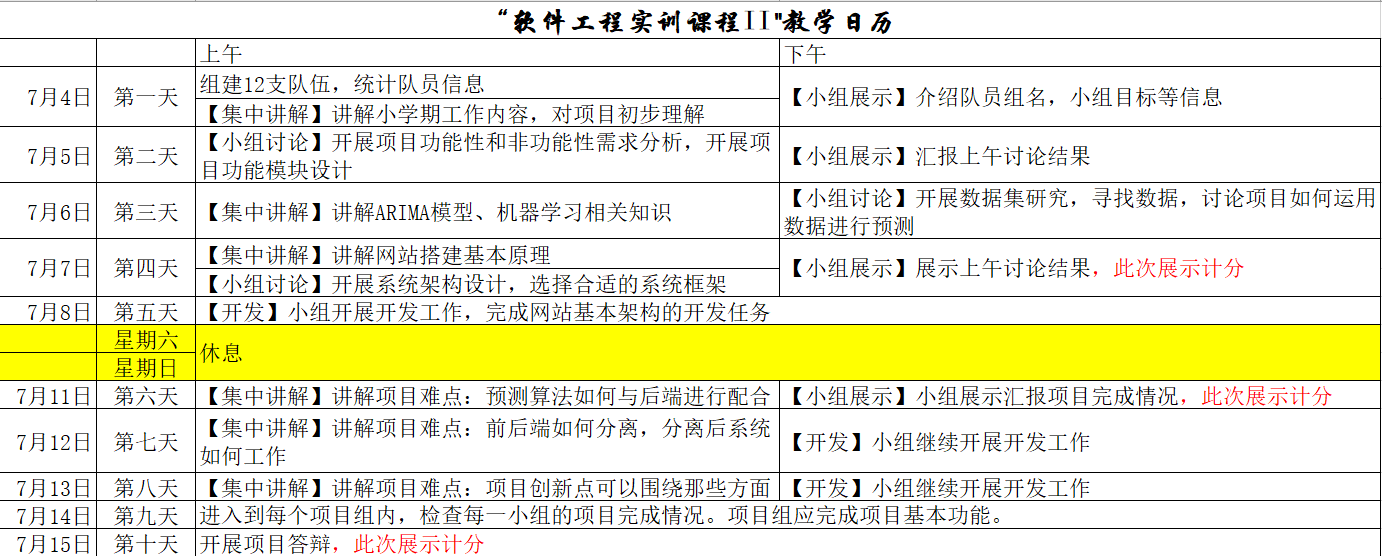 “软件工程实训课程II"教学日历
上午 下午
7月4日 第一天 组建12支队伍，统计队员信息
【集中讲解】讲解小学期工作内容，对项目初步理解
【小组展示】介绍队员组名，小组目标等信息
7月5日 第二天 【小组讨论】开展项目功能性和非功能性需求分析，开展项
目功能模块设计
【小组展示】汇报上午讨论结果
7月6日 第三天 【集中讲解】讲解ARIMA模型、机器学习相关知识
【小组讨论】开展数据集研究，寻找数据，讨论项目如何运用
数据进行预测
7月7日 第四天 【集中讲解】讲解网站搭建基本原理
【小组讨论】开展系统架构设计，选择合适的系统框架
【小组展示】展示上午讨论结果，此次展示计分
7月8日 第五天 【开发】小组开展开发工作，完成网站基本架构的开发任务
星期六
星期日
休息
7月11日 第六天 【集中讲解】讲解项目难点：预测算法如何与后端进行配合 【小组展示】小组展示汇报项目完成情况，此次展示计分
7月12日 第七天 【集中讲解】讲解项目难点：前后端如何分离，分离后系统
如何工作
【开发】小组继续开展开发工作
7月13日 第八天 【集中讲解】讲解项目难点：项目创新点可以围绕那些方面 【开发】小组继续开展开发工作
7月14日 第九天 进入到每个项目组内，检查每一小组的项目完成情况。项目组应完成项目基本功能。
7月15日 第十天 开展项目答辩，此次展示计分